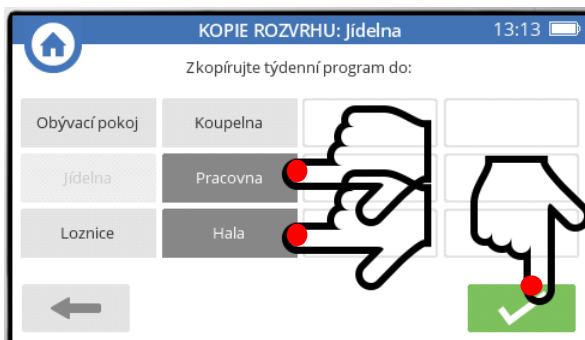 KOPIE ROZVRHU: Jídelna 13:13
Zkopírujte týdenní program do:
Obývací pokoj Koupelna
Jídelna Pracovna
Loznice Hala